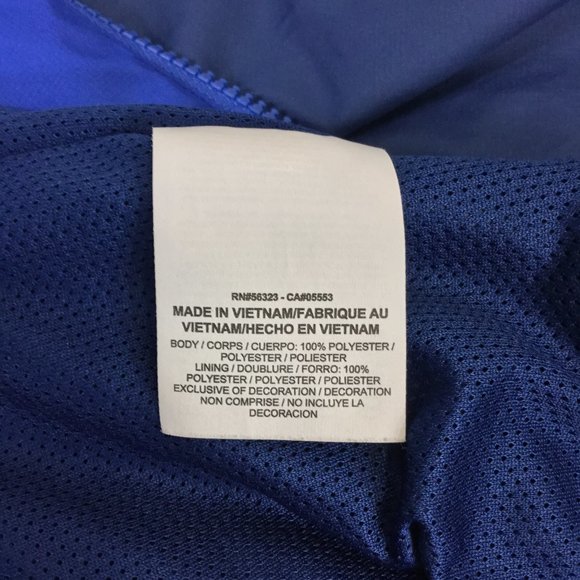 RN#56323 - CA#05553
MADE IN VIETNAM/FABRIQUE AU
VIETNAM/HECHO EN VIETNAM
BODY / CORPS / CUERPO: 100% POLYESTER /
POLYESTER / POLIESTER
LINING / DOUBLURE / FORRO: 100%
POLYESTER / POLYESTER / POLIESTER
EXCLUSIVE OF DECORATION / DECORATION
NON COMPRISE / NO INCLUYE LA
DECORACION